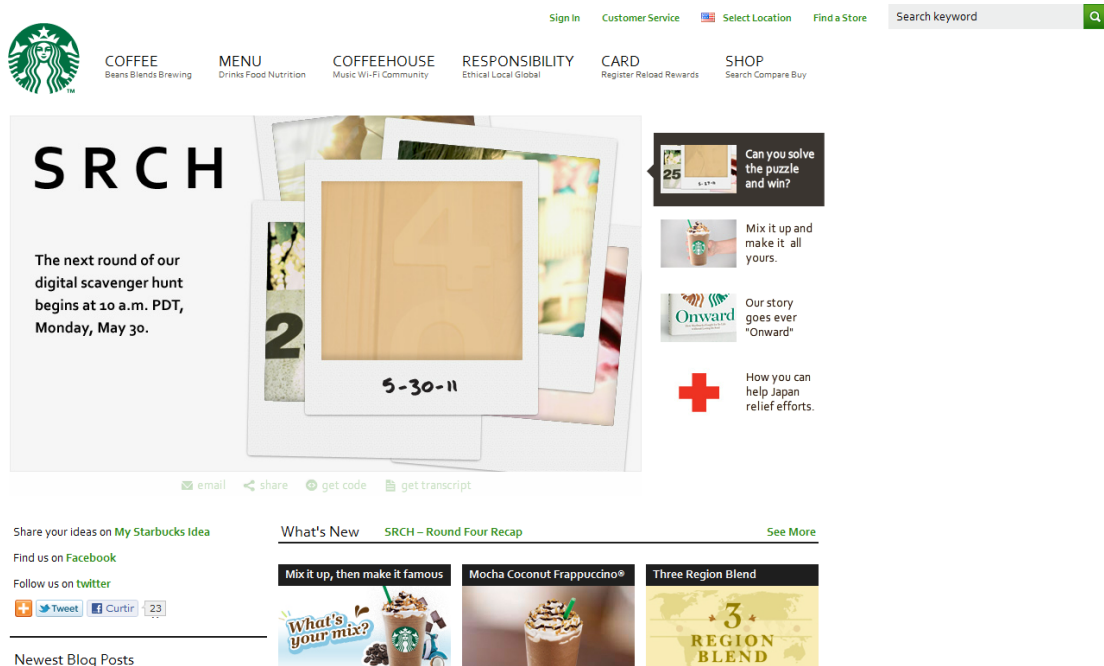 Sign In Customer Service Select Location Find a Store Search keyword
COFFEE MENU COFFEEHOUSE RESPONSIBILITY CARD SHOP
Beans Blends Brewing Drinks Food Nutrition Music Wi-Fi Community Ethical Local Global Register Reload Rewards Search Compare Buy
TM
SRCH
The next round of our
digital scavenger hunt
begins at 10 a.m. PDT,
Monday, May 30.
25
5-30-11
Can you solve
the puzzle
and win?
25
5-27-11
Mix it up and
make it all
yours.
Onward
Our story
goes ever
"Onward"
How you can
help Japan
relief efforts.
email share get code get transcript
Share your ideas on My Starbucks Idea
Find us on Facebook
Follow us on twitter
Tweet Curtir 23
Newest Blog Posts
What's New SRCH – Round Four Recap See More
Mix it up, then make it famous
What's
your mix?
Mocha Coconut Frappuccino®
Three Region Blend
3
REGION
BLEND